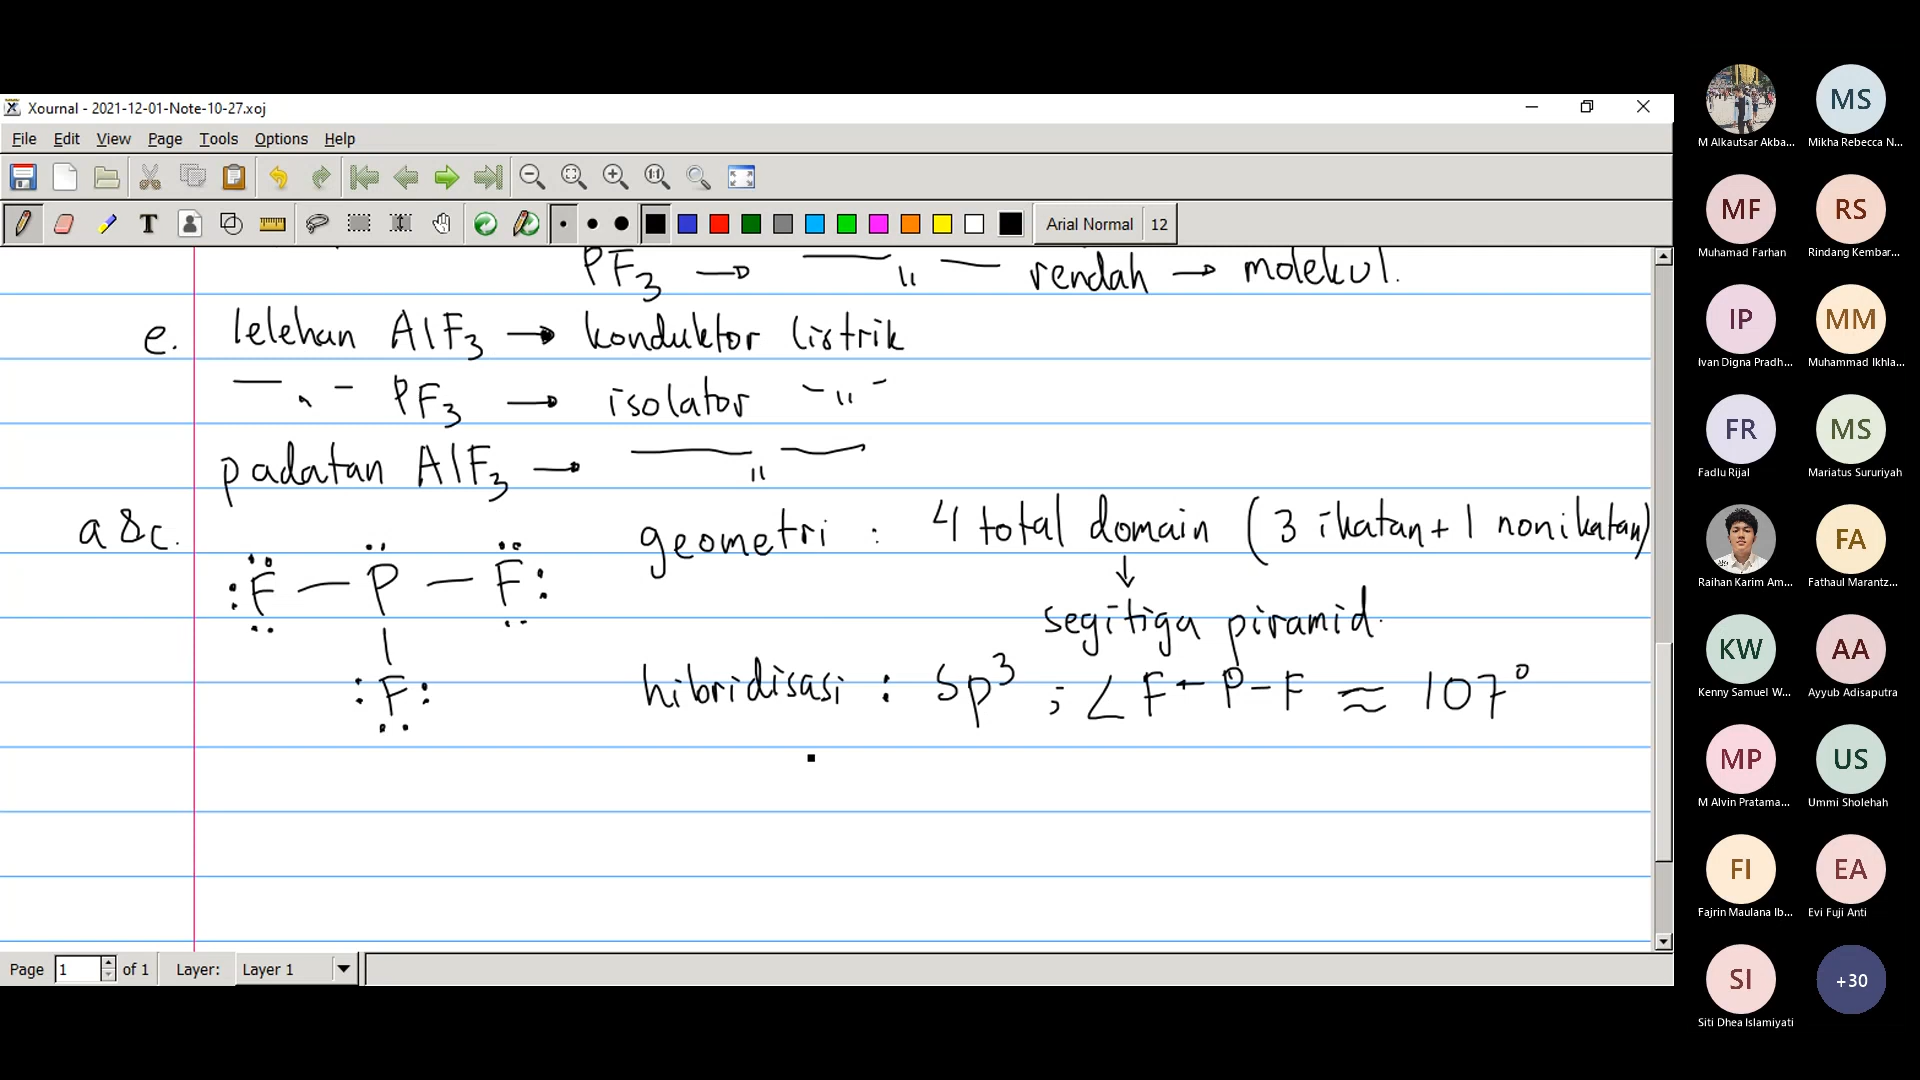 Xournal - 2021-12-01-Note-10-27.xoj
File Edit View Page Tools Options Help
Arial Normal 12
PF3 → —〃— rendah → molekul.
e. lelehan AlF3 → konduktor listrik
—〃— PF3 → isolator —〃—
padatan AlF3 → —〃—
a&c. geometri : 4 total domain (3 ikatan + 1 nonikatan)
:F — P — F:
↓
segitiga piramid.
|
:F:
hibridisasi : sp³ ; ∠ F-P-F ≈ 107°
Page 1 of 1 Layer: Layer 1
M Alkautsar Akba...
MS
Mikha Rebecca N...
MF
Muhamad Farhan
RS
Rindang Kembar...
IP
Ivan Digna Pradh...
MM
Muhammad Ikhla...
FR
Fadlu Rijal
MS
Mariatus Sururiyah
Raihan Karim Am...
FA
Fathaul Marantz...
KW
Kenny Samuel W...
AA
Ayyub Adisaputra
MP
M Alvin Pratama...
US
Ummi Sholehah
FI
Fajrin Maulana Ib...
EA
Evi Fuji Anti
SI
Siti Dhea Islamiyati
+30